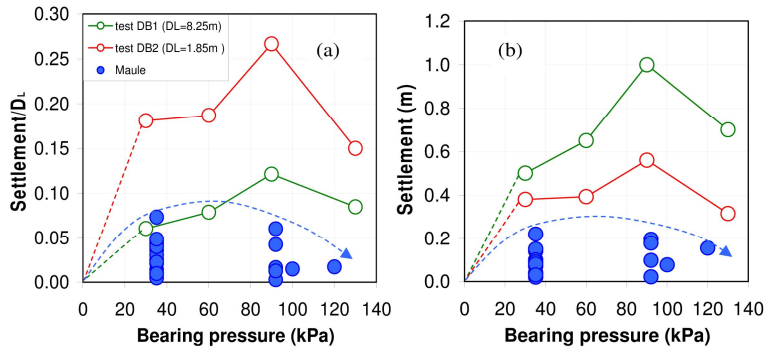 0.30
0.25
0.20
0.15
0.10
0.05
0.00
Settlement/DL
test DB1 (DL=8.25m)
test DB2 (DL=1.85m )
Maule
(a)
0 20 40 60 80 100 120 140
Bearing pressure (kPa)
1.2
1.0
0.8
0.6
0.4
0.2
0.0
Settlement (m)
(b)
0 20 40 60 80 100 120 140
Bearing pressure (kPa)